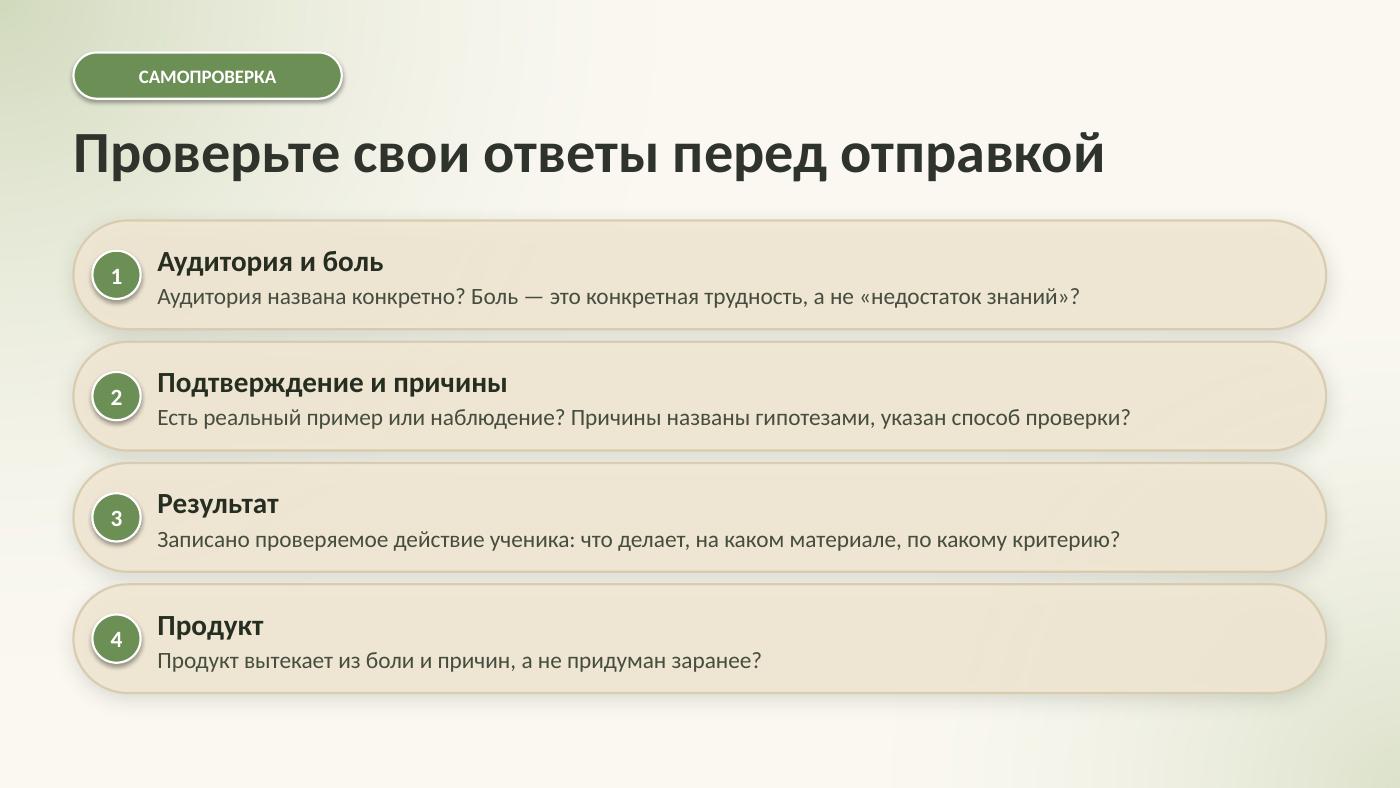 САМОПРОВЕРКА
Проверьте свои ответы перед отправкой
1
Аудитория и боль
Аудитория названа конкретно? Боль — это конкретная трудность, а не «недостаток знаний»?
2
Подтверждение и причины
Есть реальный пример или наблюдение? Причины названы гипотезами, указан способ проверки?
3
Результат
Записано проверяемое действие ученика: что делает, на каком материале, по какому критерию?
4
Продукт
Продукт вытекает из боли и причин, а не придуман заранее?